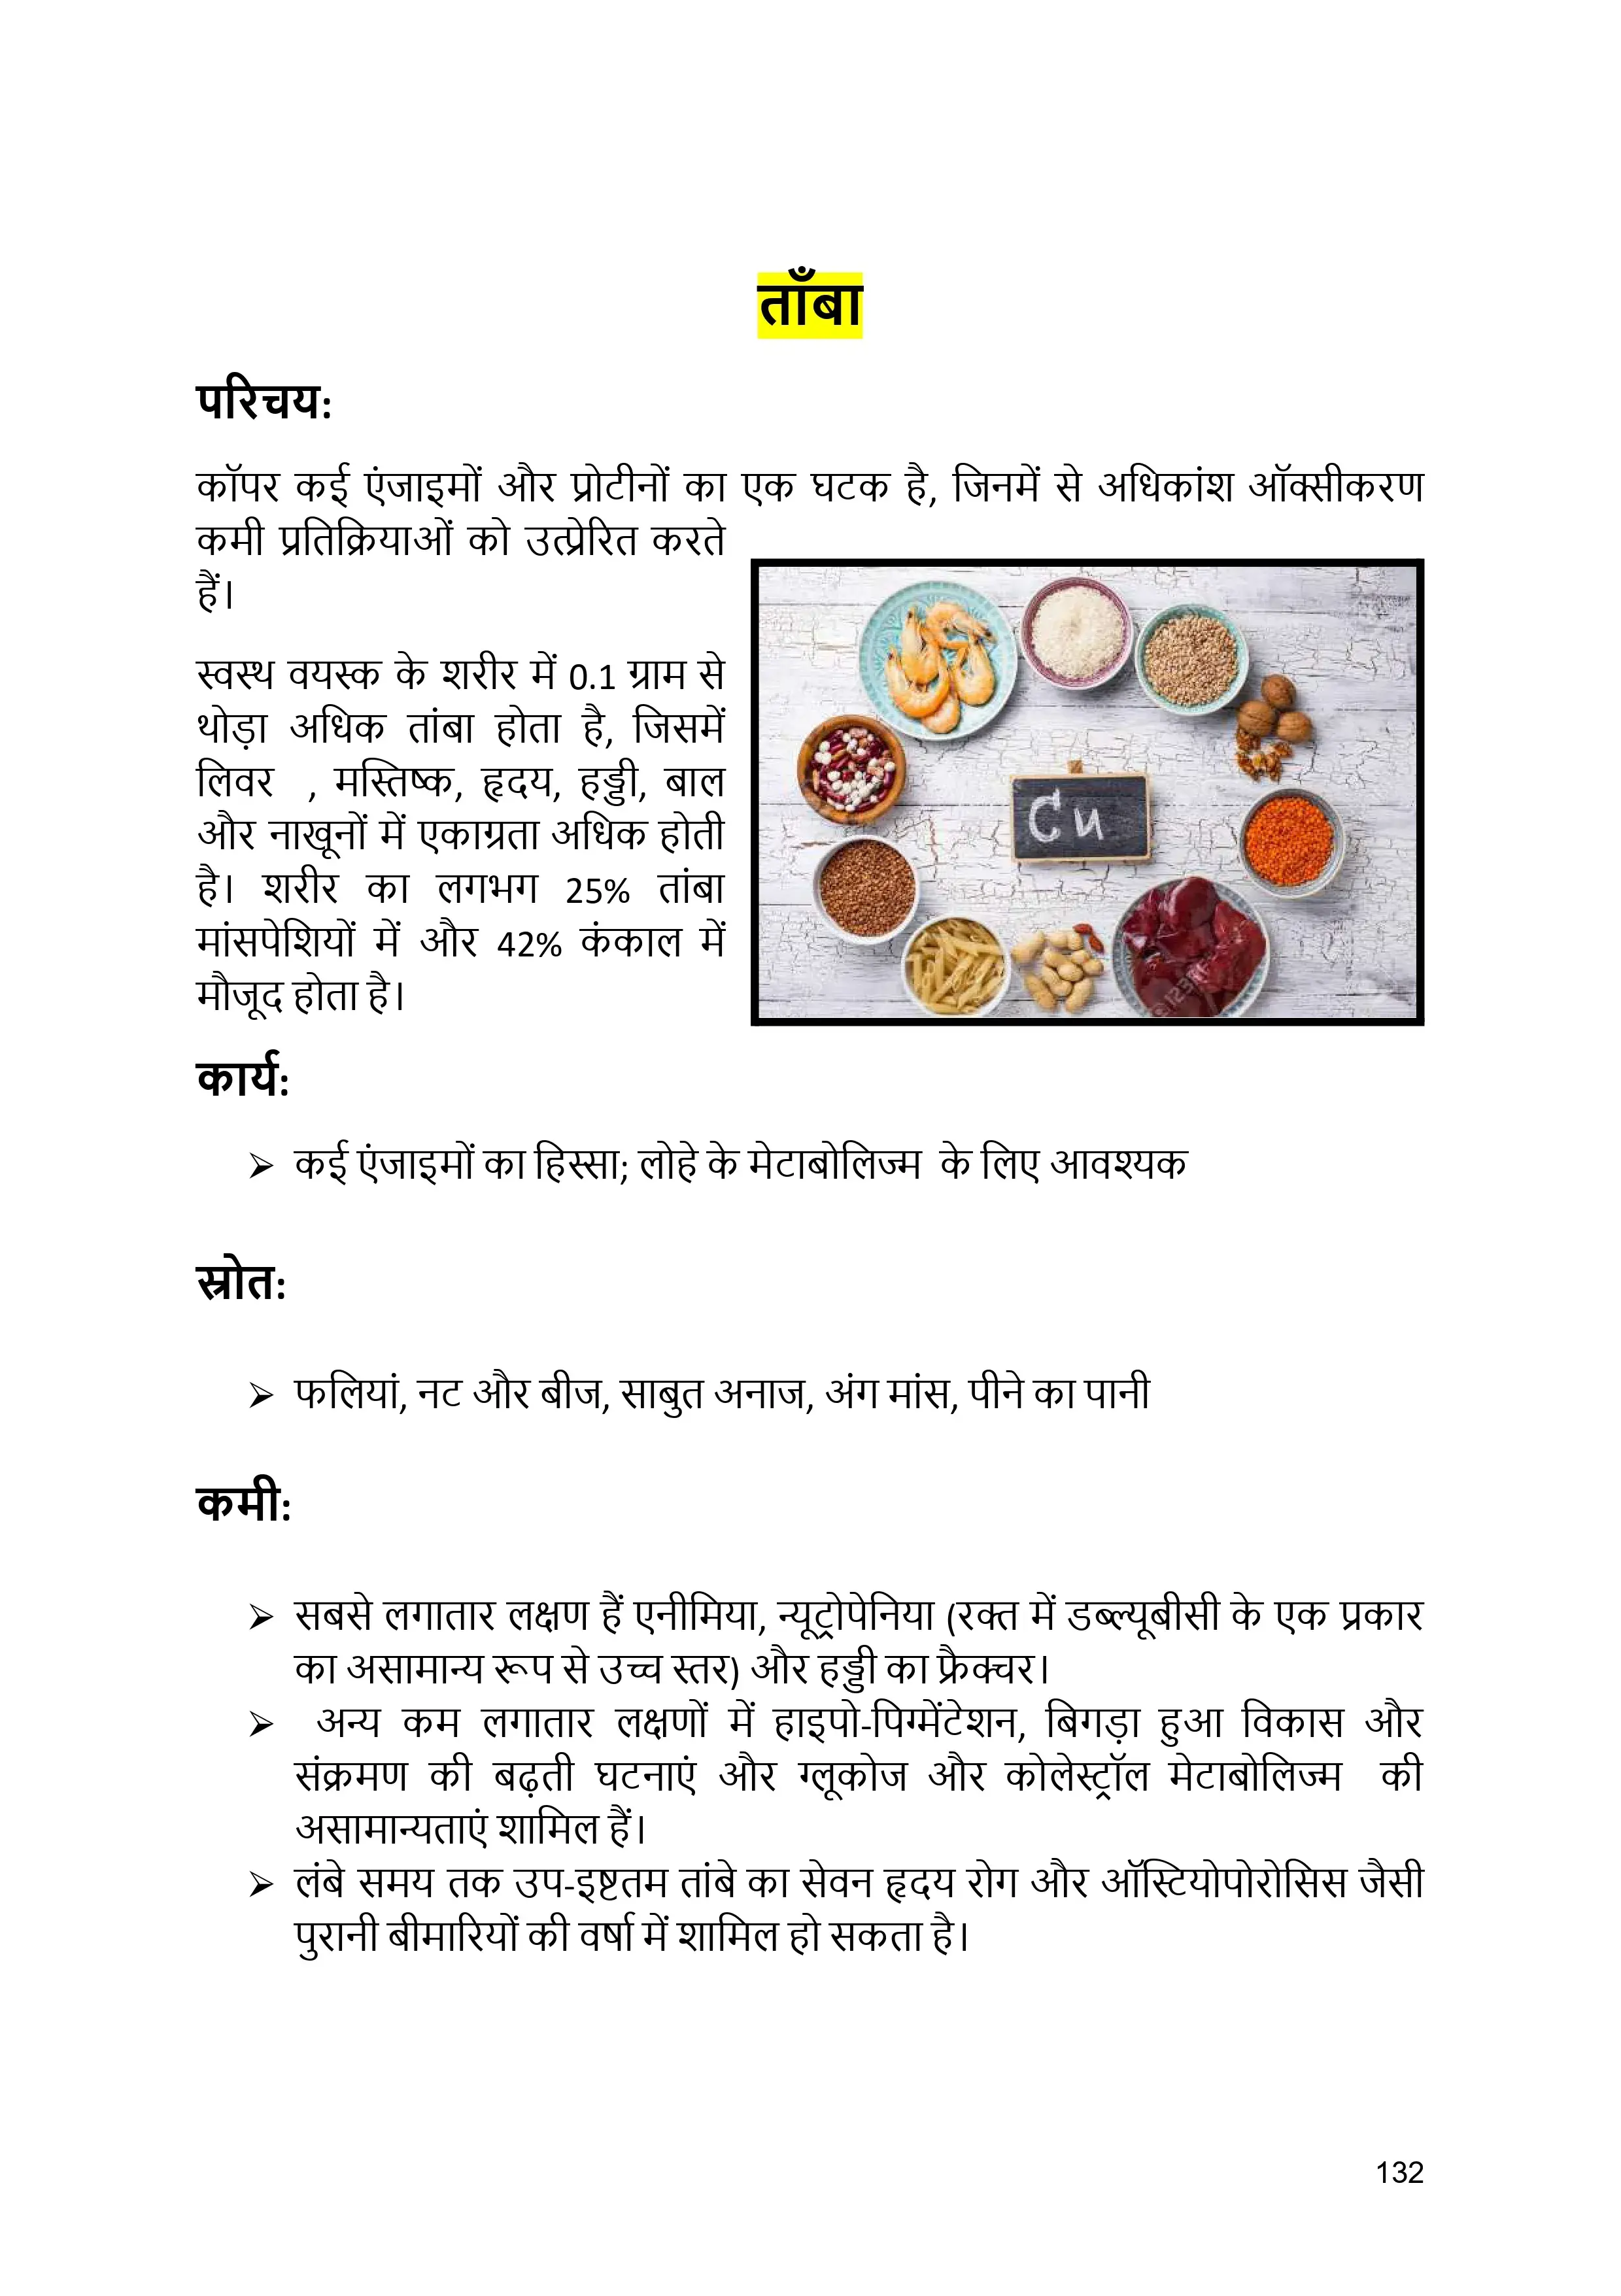 ताँबा
परिचय:
कॉपर कई एंजाइमों और प्रोटीनों का एक घटक है, जिनमें से अधिकांश ऑक्सीकरण
कमी प्रतिक्रियाओं को उत्प्रेरित करते
हैं।
स्वस्थ वयस्क के शरीर में 0.1 ग्राम से
थोड़ा अधिक तांबा होता है, जिसमें
लिवर , मस्तिष्क, हृदय, हड्डी, बाल
और नाखूनों में एकाग्रता अधिक होती
है। शरीर का लगभग 25% तांबा
मांसपेशियों में और 42% कंकाल में
मौजूद होता है।
Cu
कार्य:
➢ कई एंजाइमों का हिस्सा; लोहे के मेटाबोलिज्म के लिए आवश्यक
स्रोत:
➢ फलियां, नट और बीज, साबुत अनाज, अंग मांस, पीने का पानी
कमी:
➢ सबसे लगातार लक्षण हैं एनीमिया, न्यूट्रोपेनिया (रक्त में डब्ल्यूबीसी के एक प्रकार
का असामान्य रूप से उच्च स्तर) और हड्डी का फ्रैक्चर।
➢ अन्य कम लगातार लक्षणों में हाइपो-पिग्मेंटेशन, बिगड़ा हुआ विकास और
संक्रमण की बढ़ती घटनाएं और ग्लूकोज और कोलेस्ट्रॉल मेटाबोलिज्म की
असामान्यताएं शामिल हैं।
➢ लंबे समय तक उप-इष्टतम तांबे का सेवन हृदय रोग और ऑस्टियोपोरोसिस जैसी
पुरानी बीमारियों की वर्षा में शामिल हो सकता है।
132